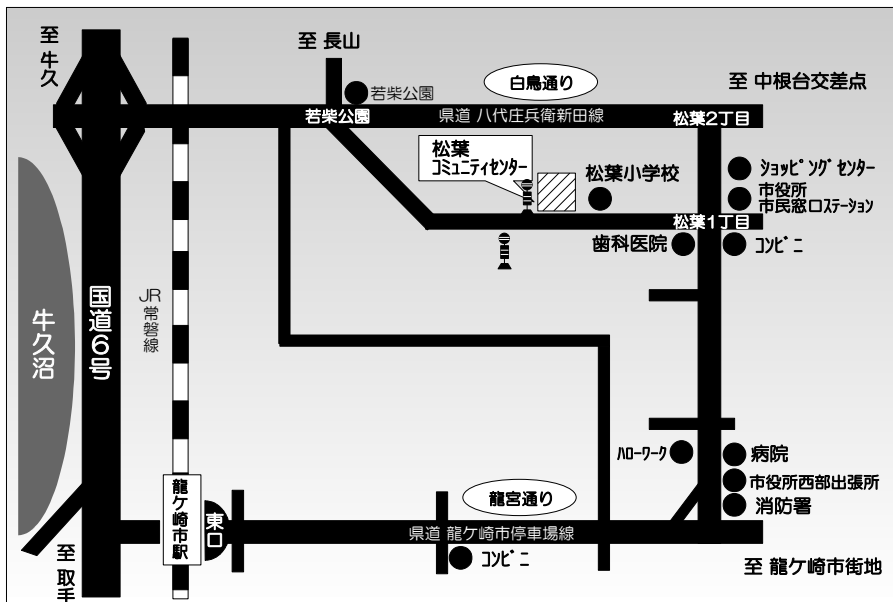 至 牛久
至 長山
白鳥通り
至 中根台交差点
若柴公園
若柴公園
県道 八代庄兵衛新田線
松葉2丁目
松葉
コミュニティセンター
松葉小学校
ショッピングセンター
市役所
市民窓口ステーション
松葉1丁目
歯科医院
コンビニ
JR常磐線
国道6号
牛久沼
ハローワーク
病院
市役所西部出張所
消防署
龍ケ崎市駅
東口
龍宮通り
県道 龍ケ崎市停車場線
コンビニ
至 取手
至 龍ケ崎市街地